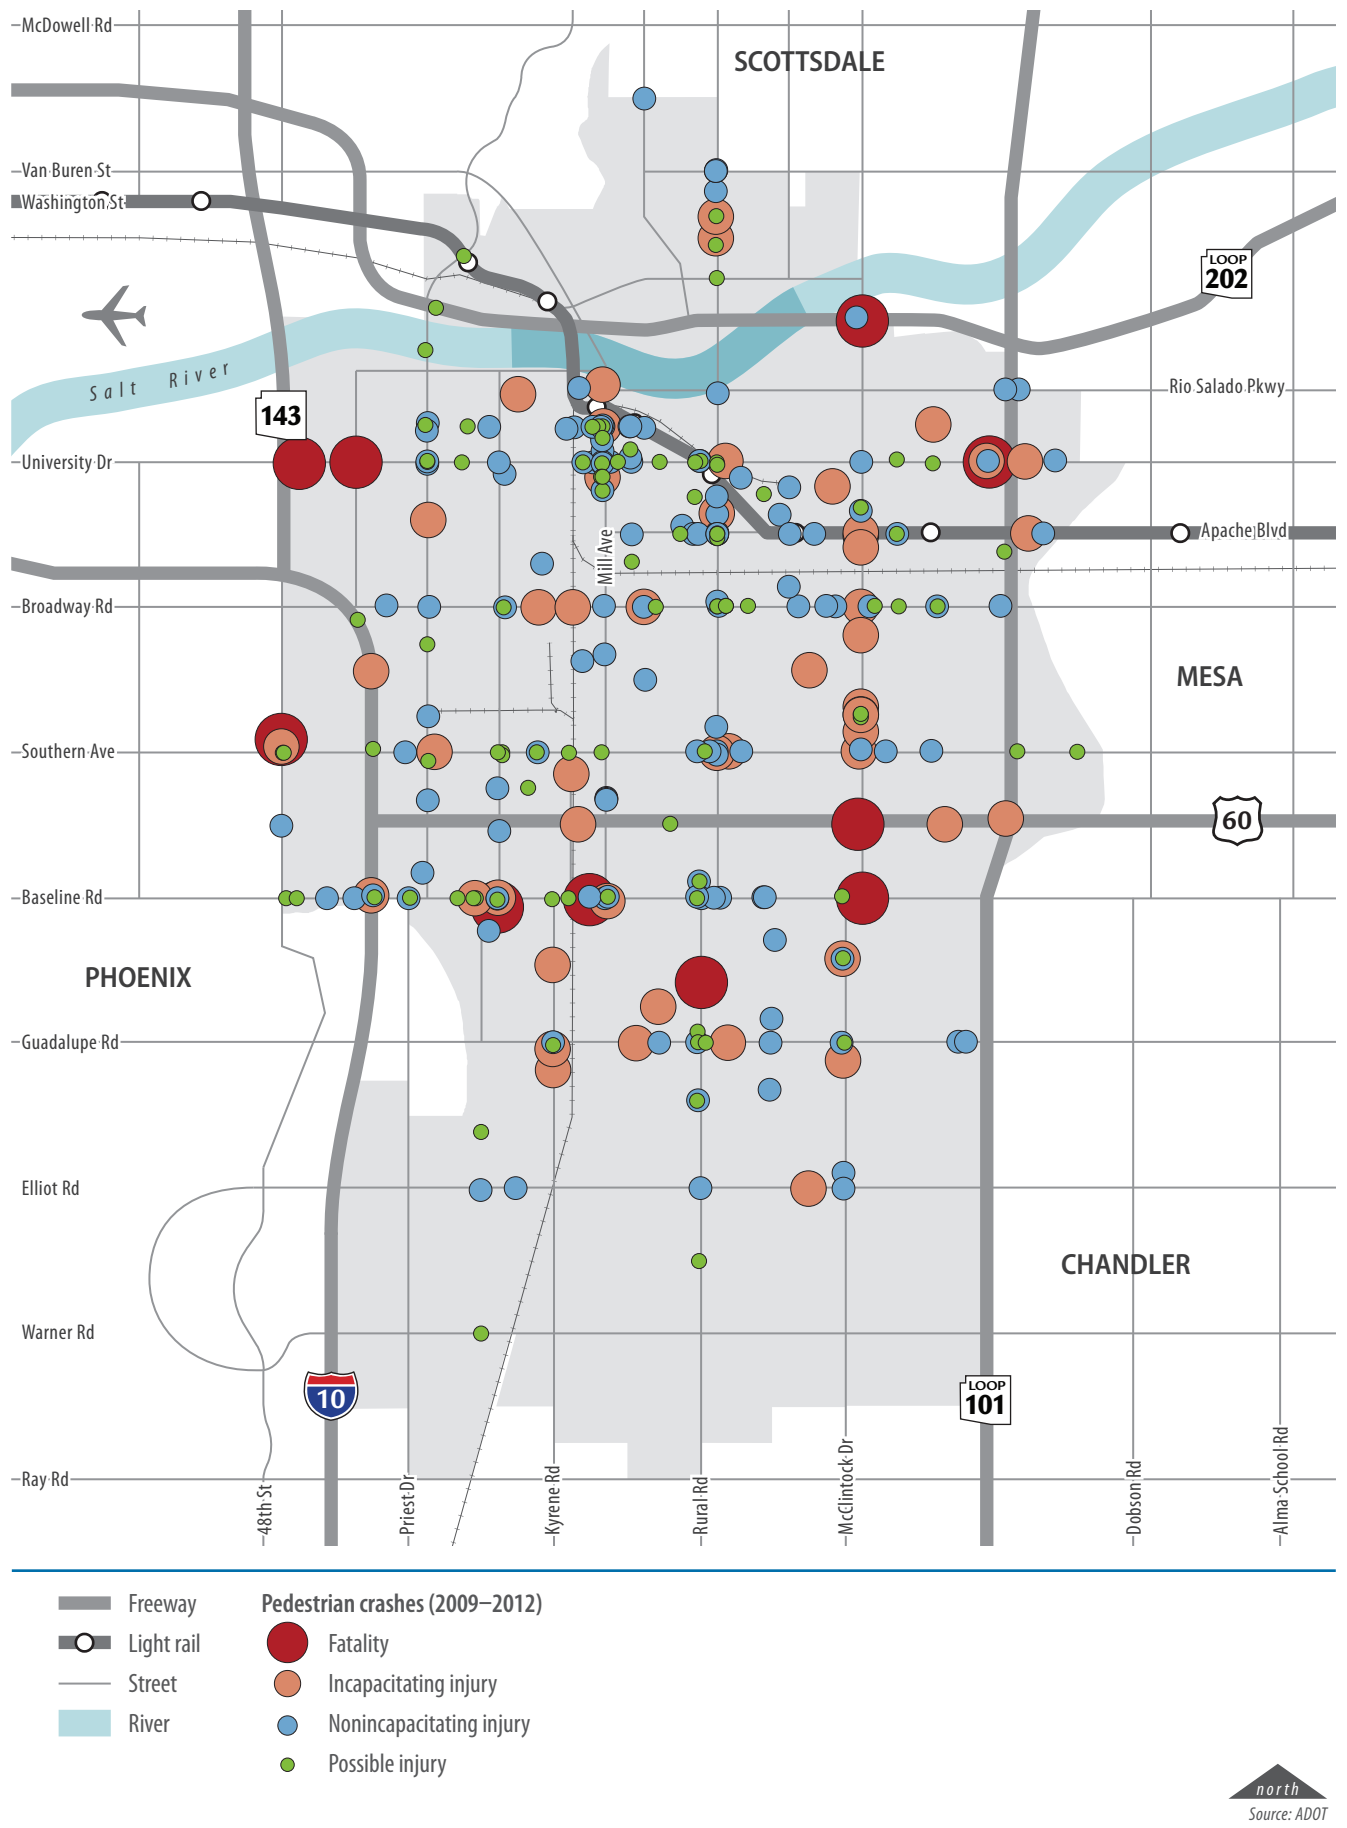 McDowell Rd
SCOTTSDALE
Van Buren St
Washington St
LOOP
202
Salt River
143
Rio Salado Pkwy
University Dr
Mill Ave
Apache Blvd
Broadway Rd
MESA
Southern Ave
60
Baseline Rd
PHOENIX
Guadalupe Rd
Elliot Rd
CHANDLER
Warner Rd
10
LOOP
101
Ray Rd
48th St
Priest Dr
Kyrene Rd
Rural Rd
McClintock Dr
Dobson Rd
Alma School Rd
Freeway
Light rail
Street
River
Pedestrian crashes (2009–2012)
Fatality
Incapacitating injury
Nonincapacitating injury
Possible injury
north
Source: ADOT